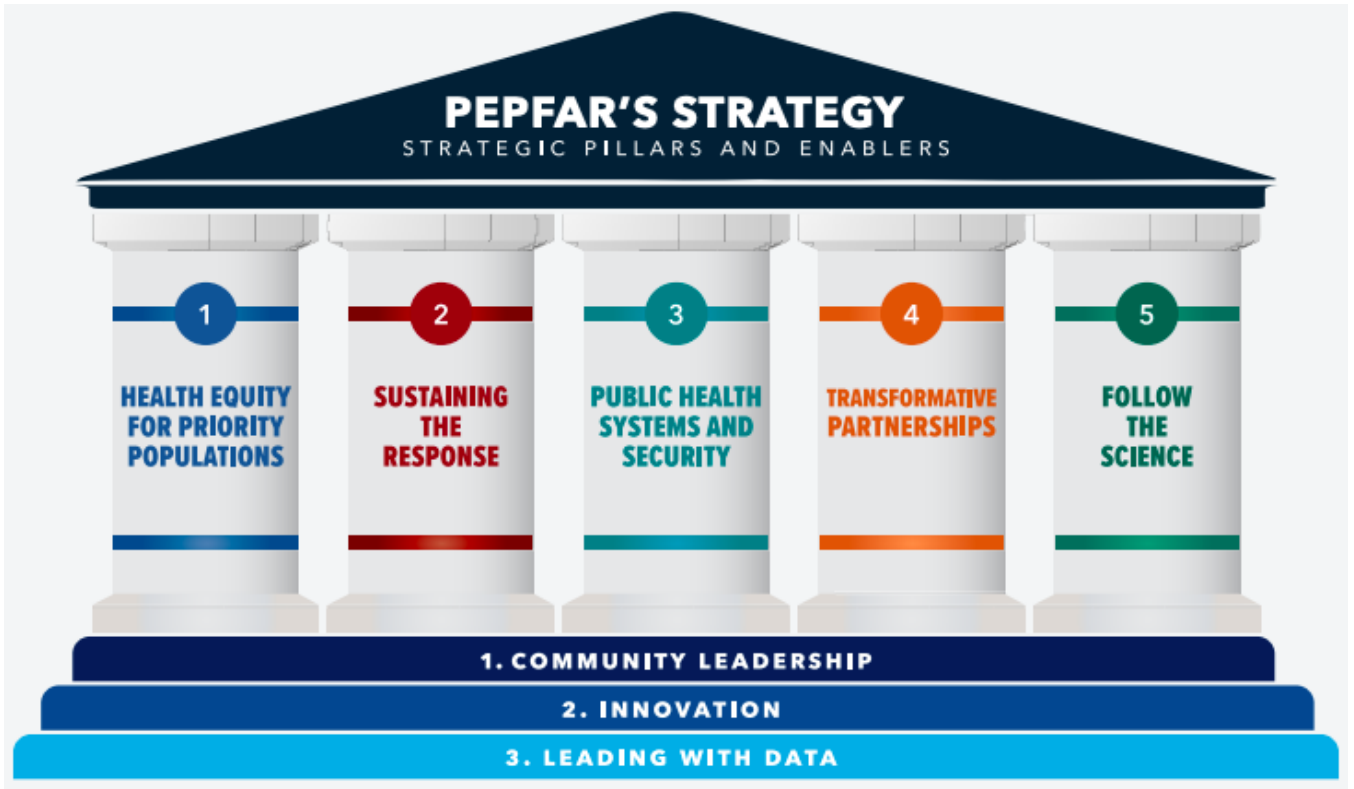 PEPFAR'S STRATEGY
STRATEGIC PILLARS AND ENABLERS
1
HEALTH EQUITY
FOR PRIORITY
POPULATIONS
2
SUSTAINING
THE
RESPONSE
3
PUBLIC HEALTH
SYSTEMS AND
SECURITY
4
TRANSFORMATIVE
PARTNERSHIPS
5
FOLLOW
THE
SCIENCE
1. COMMUNITY LEADERSHIP
2. INNOVATION
3. LEADING WITH DATA